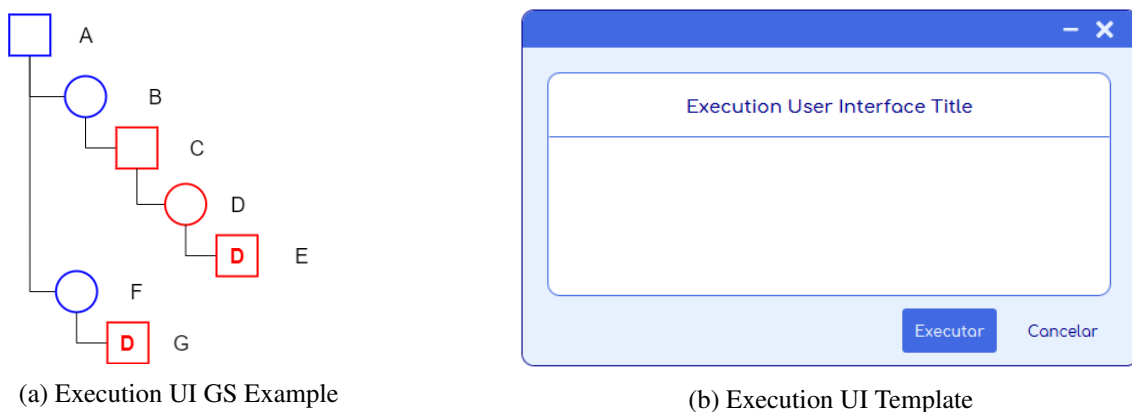 A
B
C
D
D E
F
D G
(a) Execution UI GS Example
Execution User Interface Title
Executar Cancelar
(b) Execution UI Template